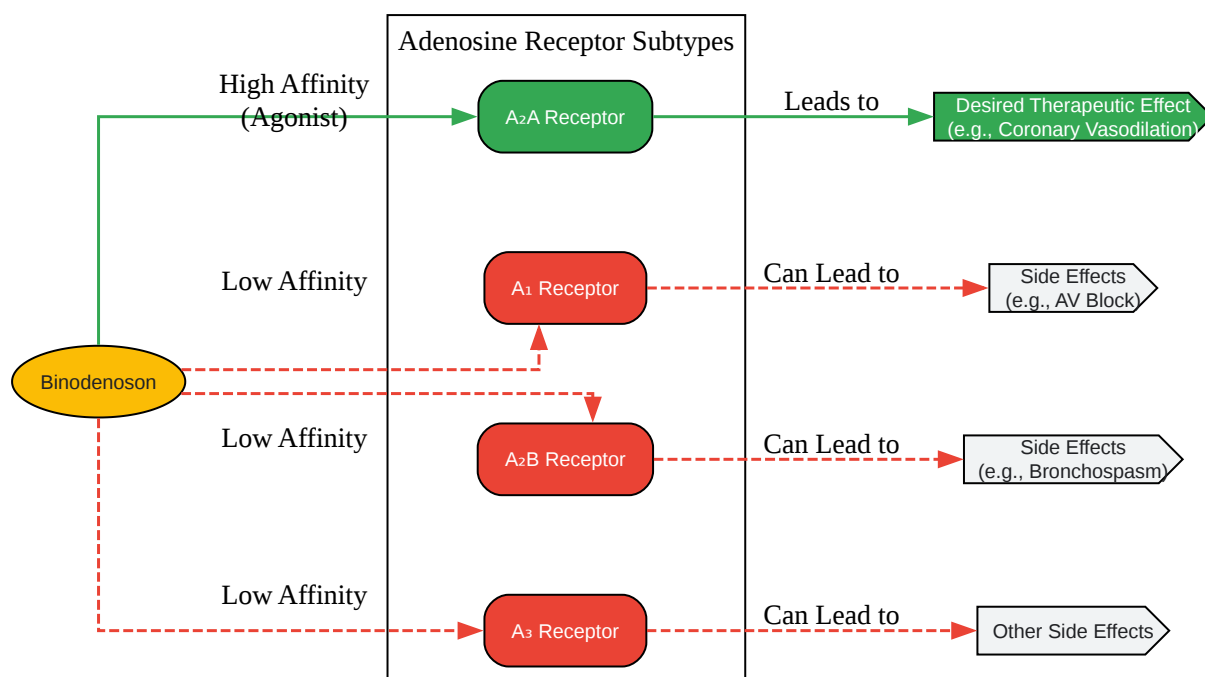 Adenosine Receptor Subtypes
High Affinity
(Agonist)
A₂A Receptor
Leads to
Desired Therapeutic Effect
(e.g., Coronary Vasodilation)
Low Affinity
A₁ Receptor
Can Lead to
Side Effects
(e.g., AV Block)
Binodenoson
Low Affinity
A₂B Receptor
Can Lead to
Side Effects
(e.g., Bronchospasm)
Low Affinity
A₃ Receptor
Can Lead to
Other Side Effects